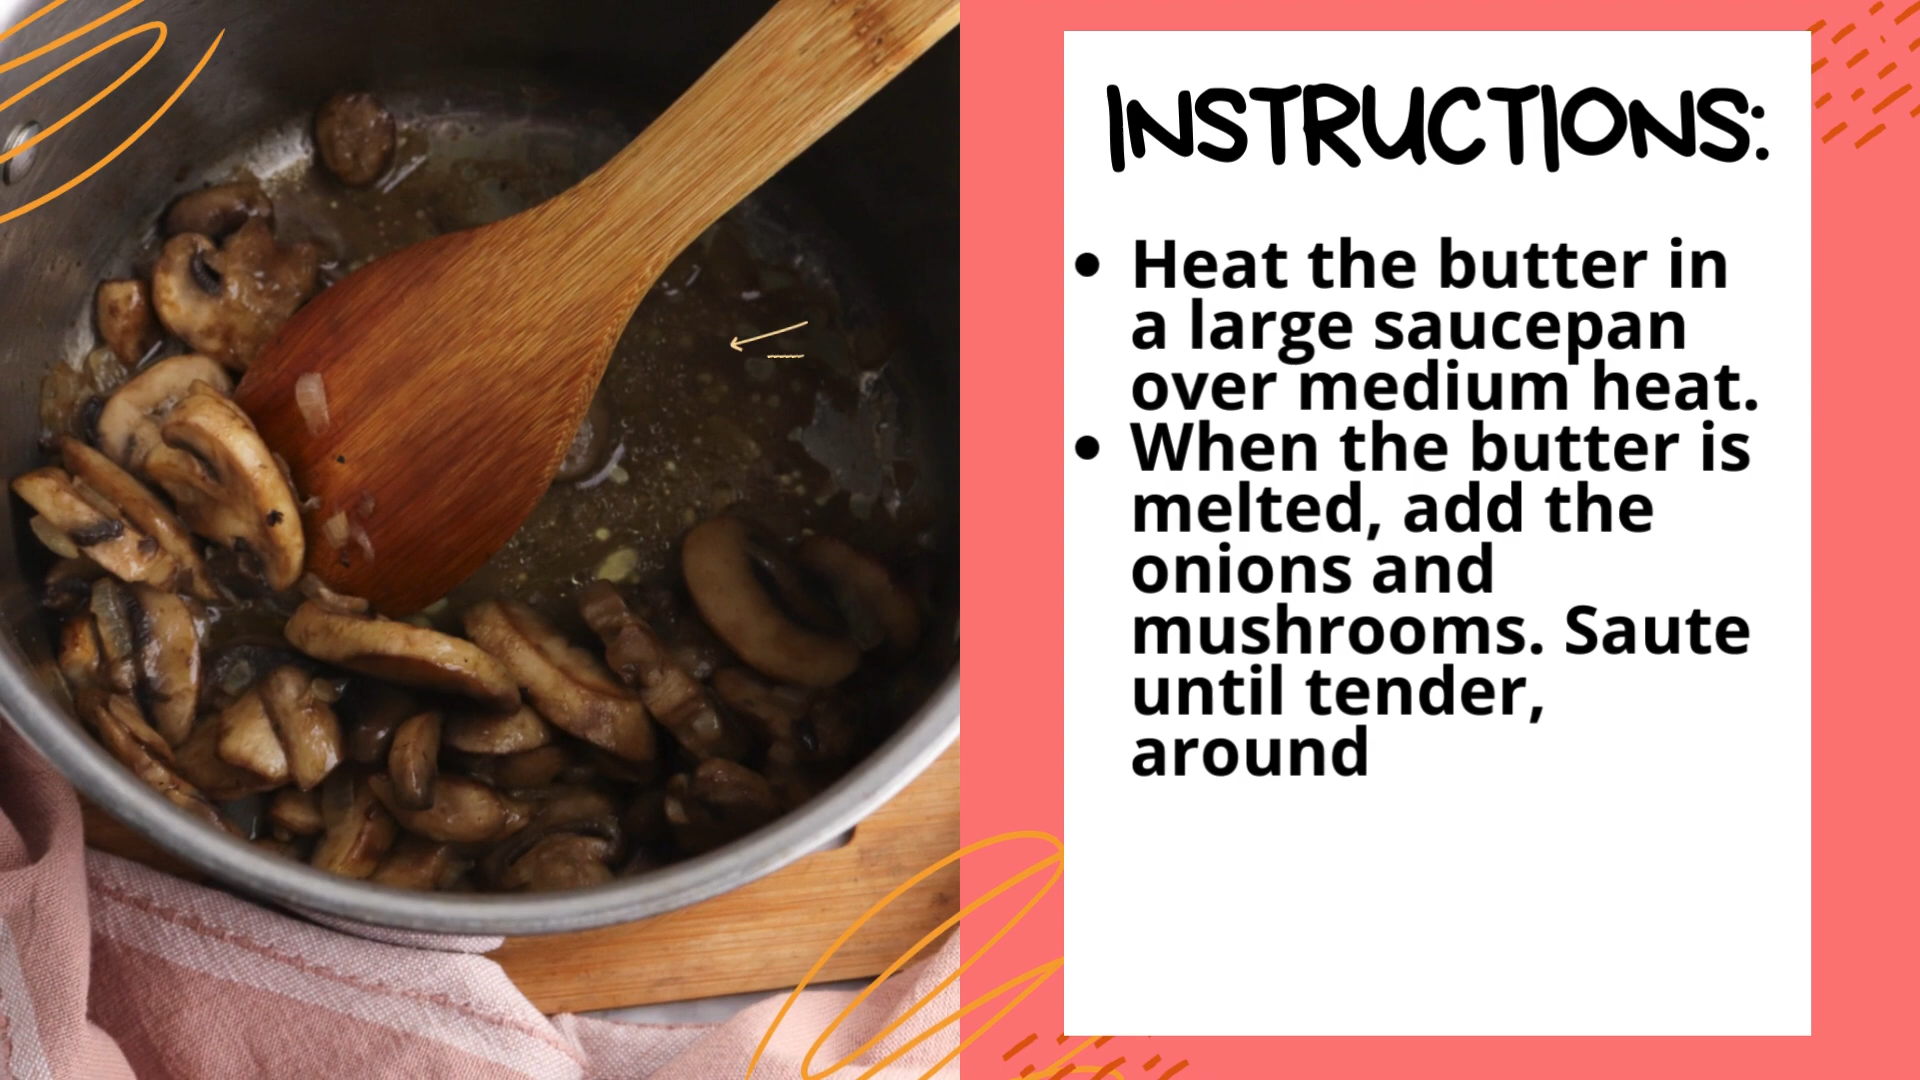 INSTRUCTIONS:
• Heat the butter in
a large saucepan
over medium heat.
• When the butter is
melted, add the
onions and
mushrooms. Saute
until tender,
around